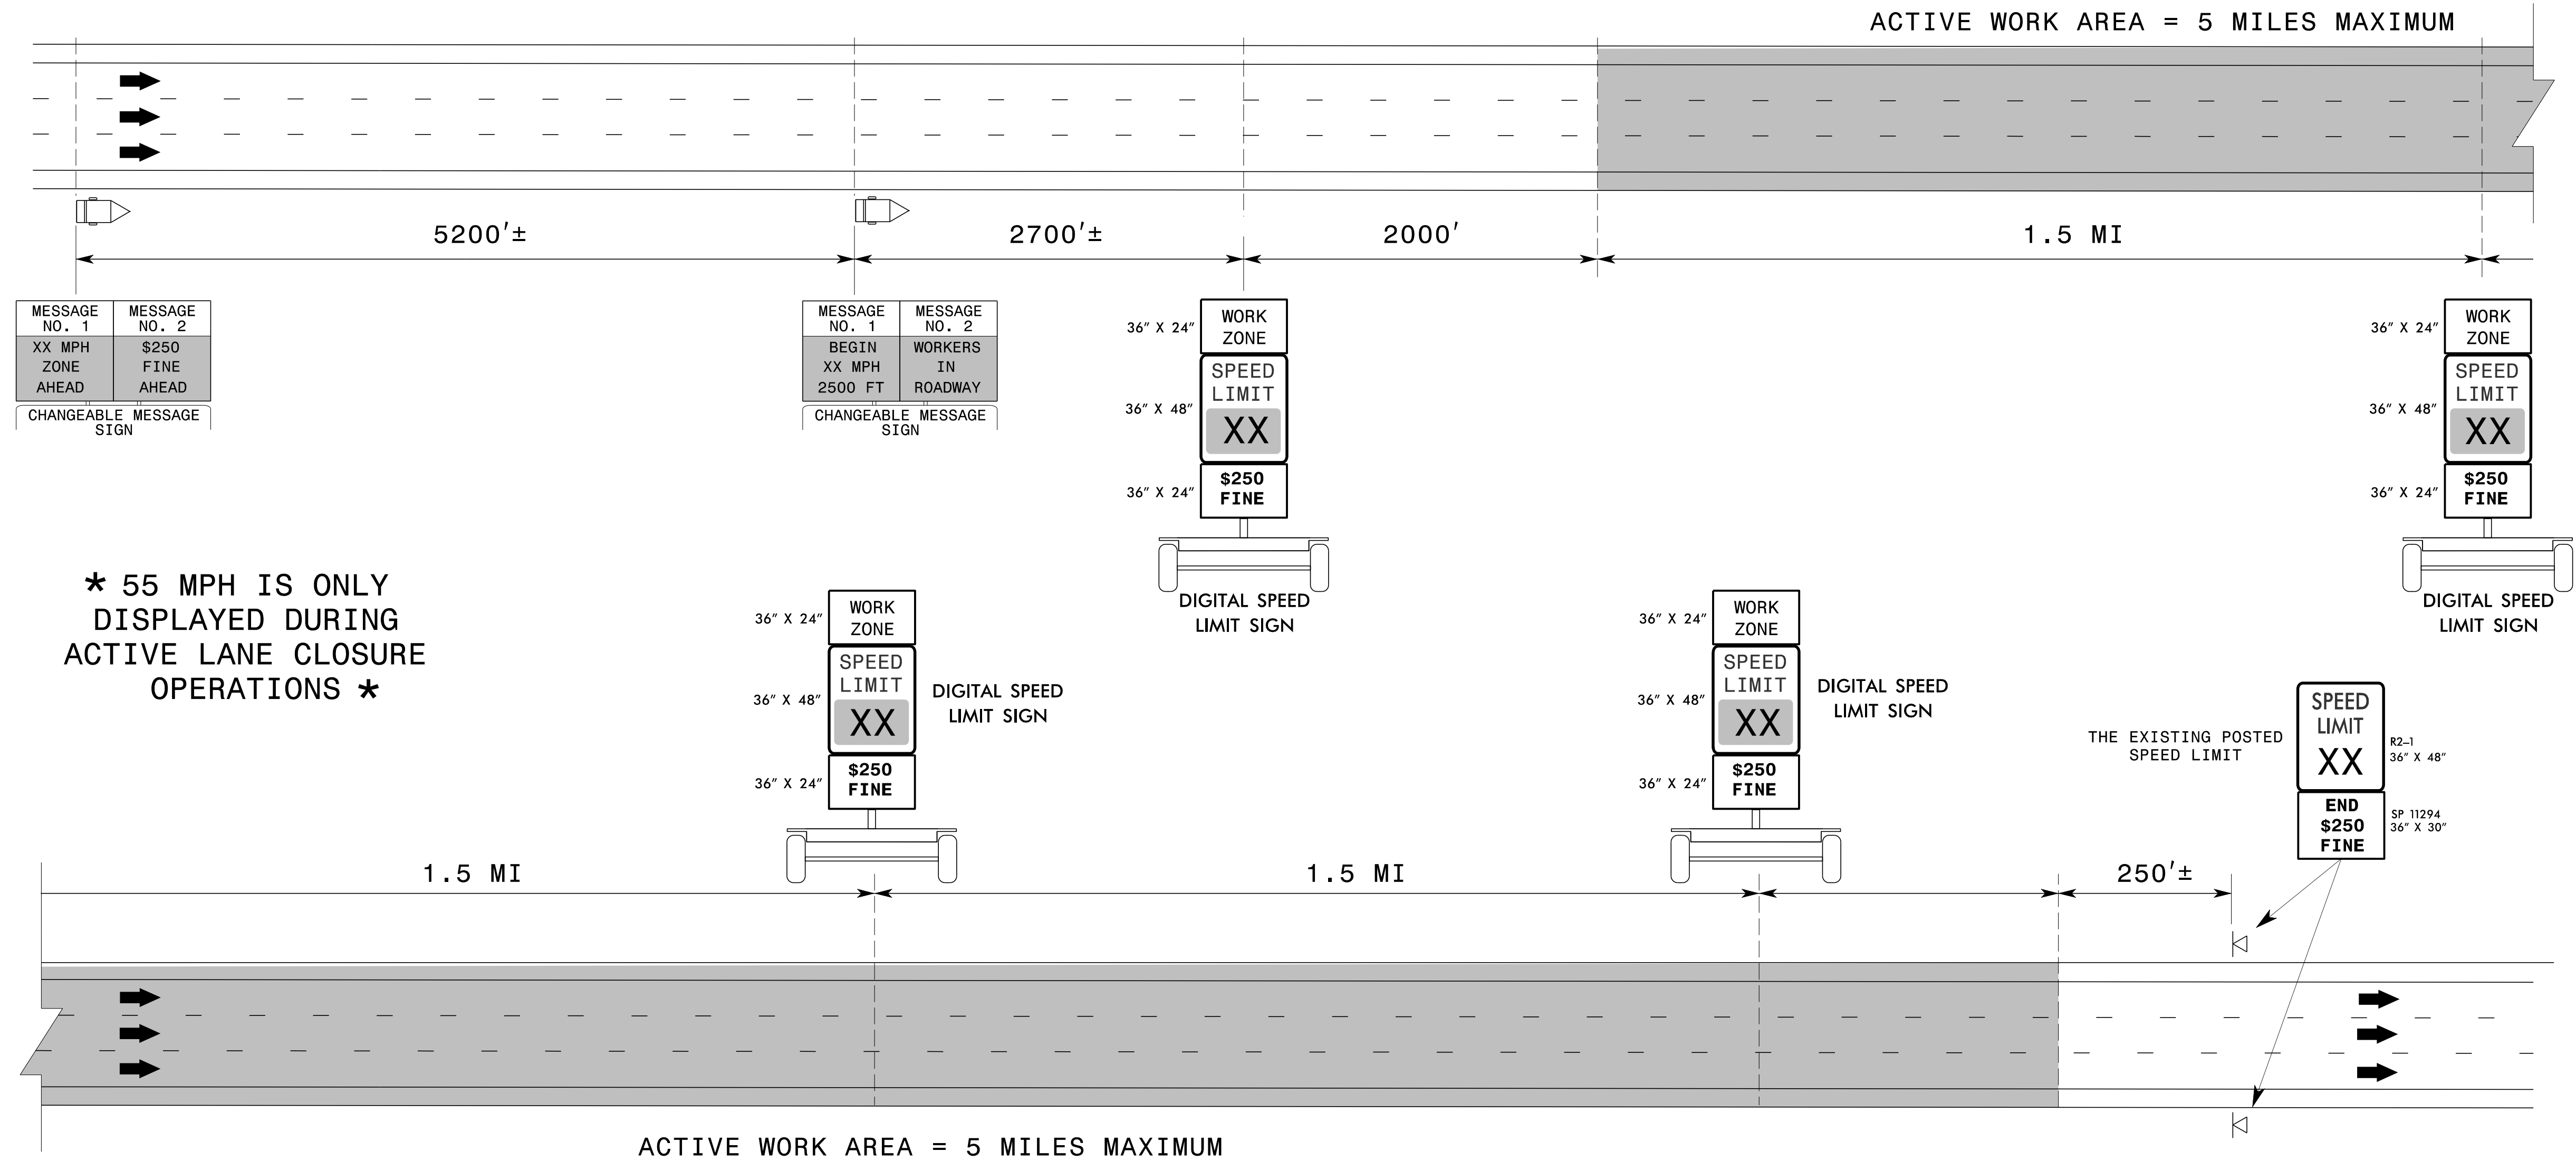 ACTIVE WORK AREA = 5 MILES MAXIMUM
5200'±
2700'±
2000'
1.5 MI
MESSAGE NO. 1
MESSAGE NO. 2
XX MPH
ZONE
AHEAD
$250
FINE
AHEAD
CHANGEABLE MESSAGE
SIGN
MESSAGE NO. 1
MESSAGE NO. 2
BEGIN
XX MPH
2500 FT
WORKERS
IN
ROADWAY
CHANGEABLE MESSAGE
SIGN
36" X 24"
WORK
ZONE
36" X 48"
SPEED
LIMIT
XX
36" X 24"
$250
FINE
DIGITAL SPEED
LIMIT SIGN
36" X 24"
WORK
ZONE
36" X 48"
SPEED
LIMIT
XX
36" X 24"
$250
FINE
DIGITAL SPEED
LIMIT SIGN
* 55 MPH IS ONLY
DISPLAYED DURING
ACTIVE LANE CLOSURE
OPERATIONS *
36" X 24"
WORK
ZONE
36" X 48"
SPEED
LIMIT
XX
36" X 24"
$250
FINE
DIGITAL SPEED
LIMIT SIGN
36" X 24"
WORK
ZONE
36" X 48"
SPEED
LIMIT
XX
36" X 24"
$250
FINE
DIGITAL SPEED
LIMIT SIGN
THE EXISTING POSTED
SPEED LIMIT
SPEED
LIMIT
XX
R2-1
36" X 48"
END
$250
FINE
SP 11294
36" X 30"
1.5 MI
1.5 MI
250'±
ACTIVE WORK AREA = 5 MILES MAXIMUM